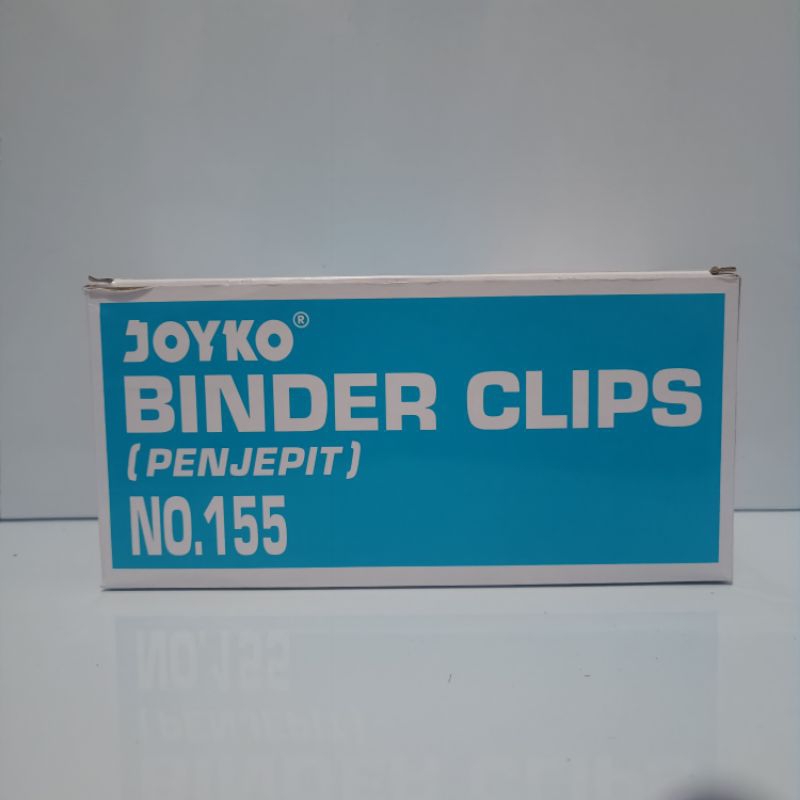 JOYKO®
BINDER CLIPS
(PENJEPIT)
NO.155